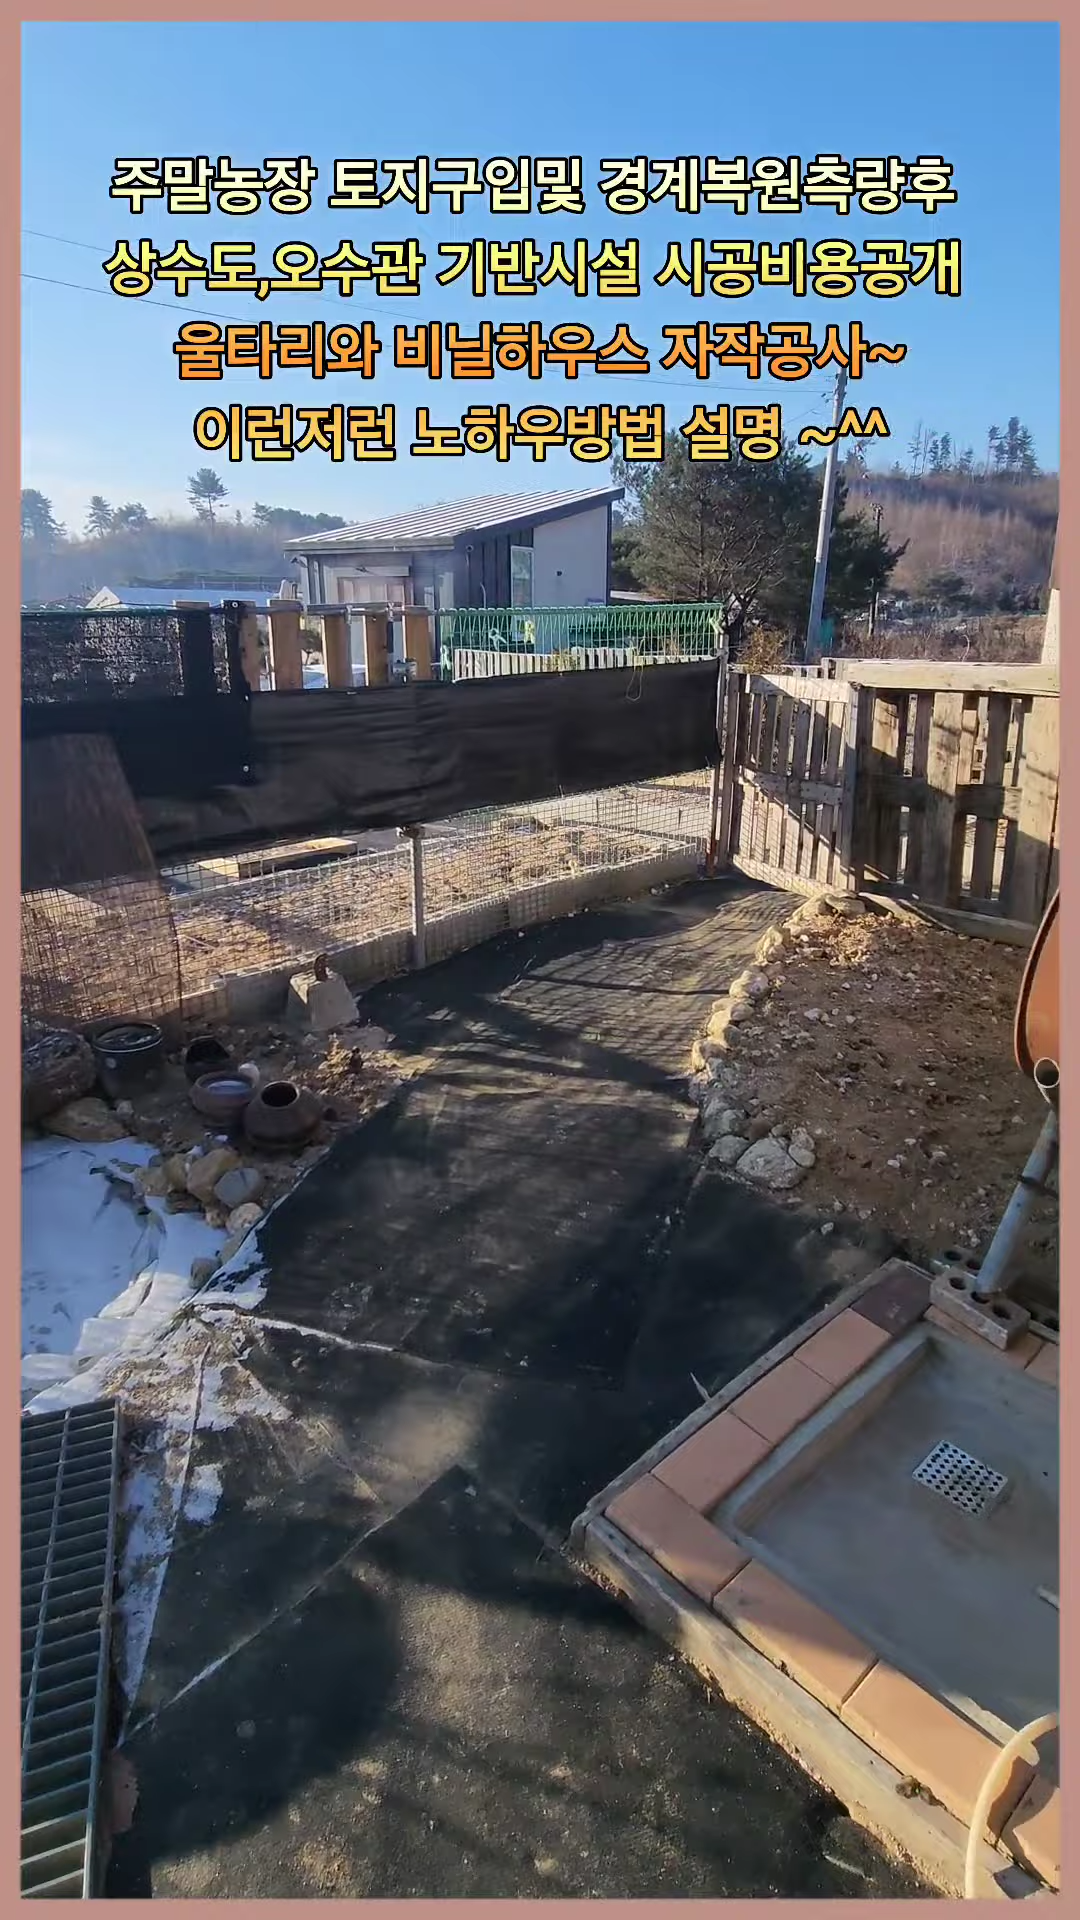 주말농장 토지구입및 경계복원측량후
상수도,오수관 기반시설 시공비용공개
울타리와 비닐하우스 자작공사~
이런저런 노하우방법 설명 ~^^